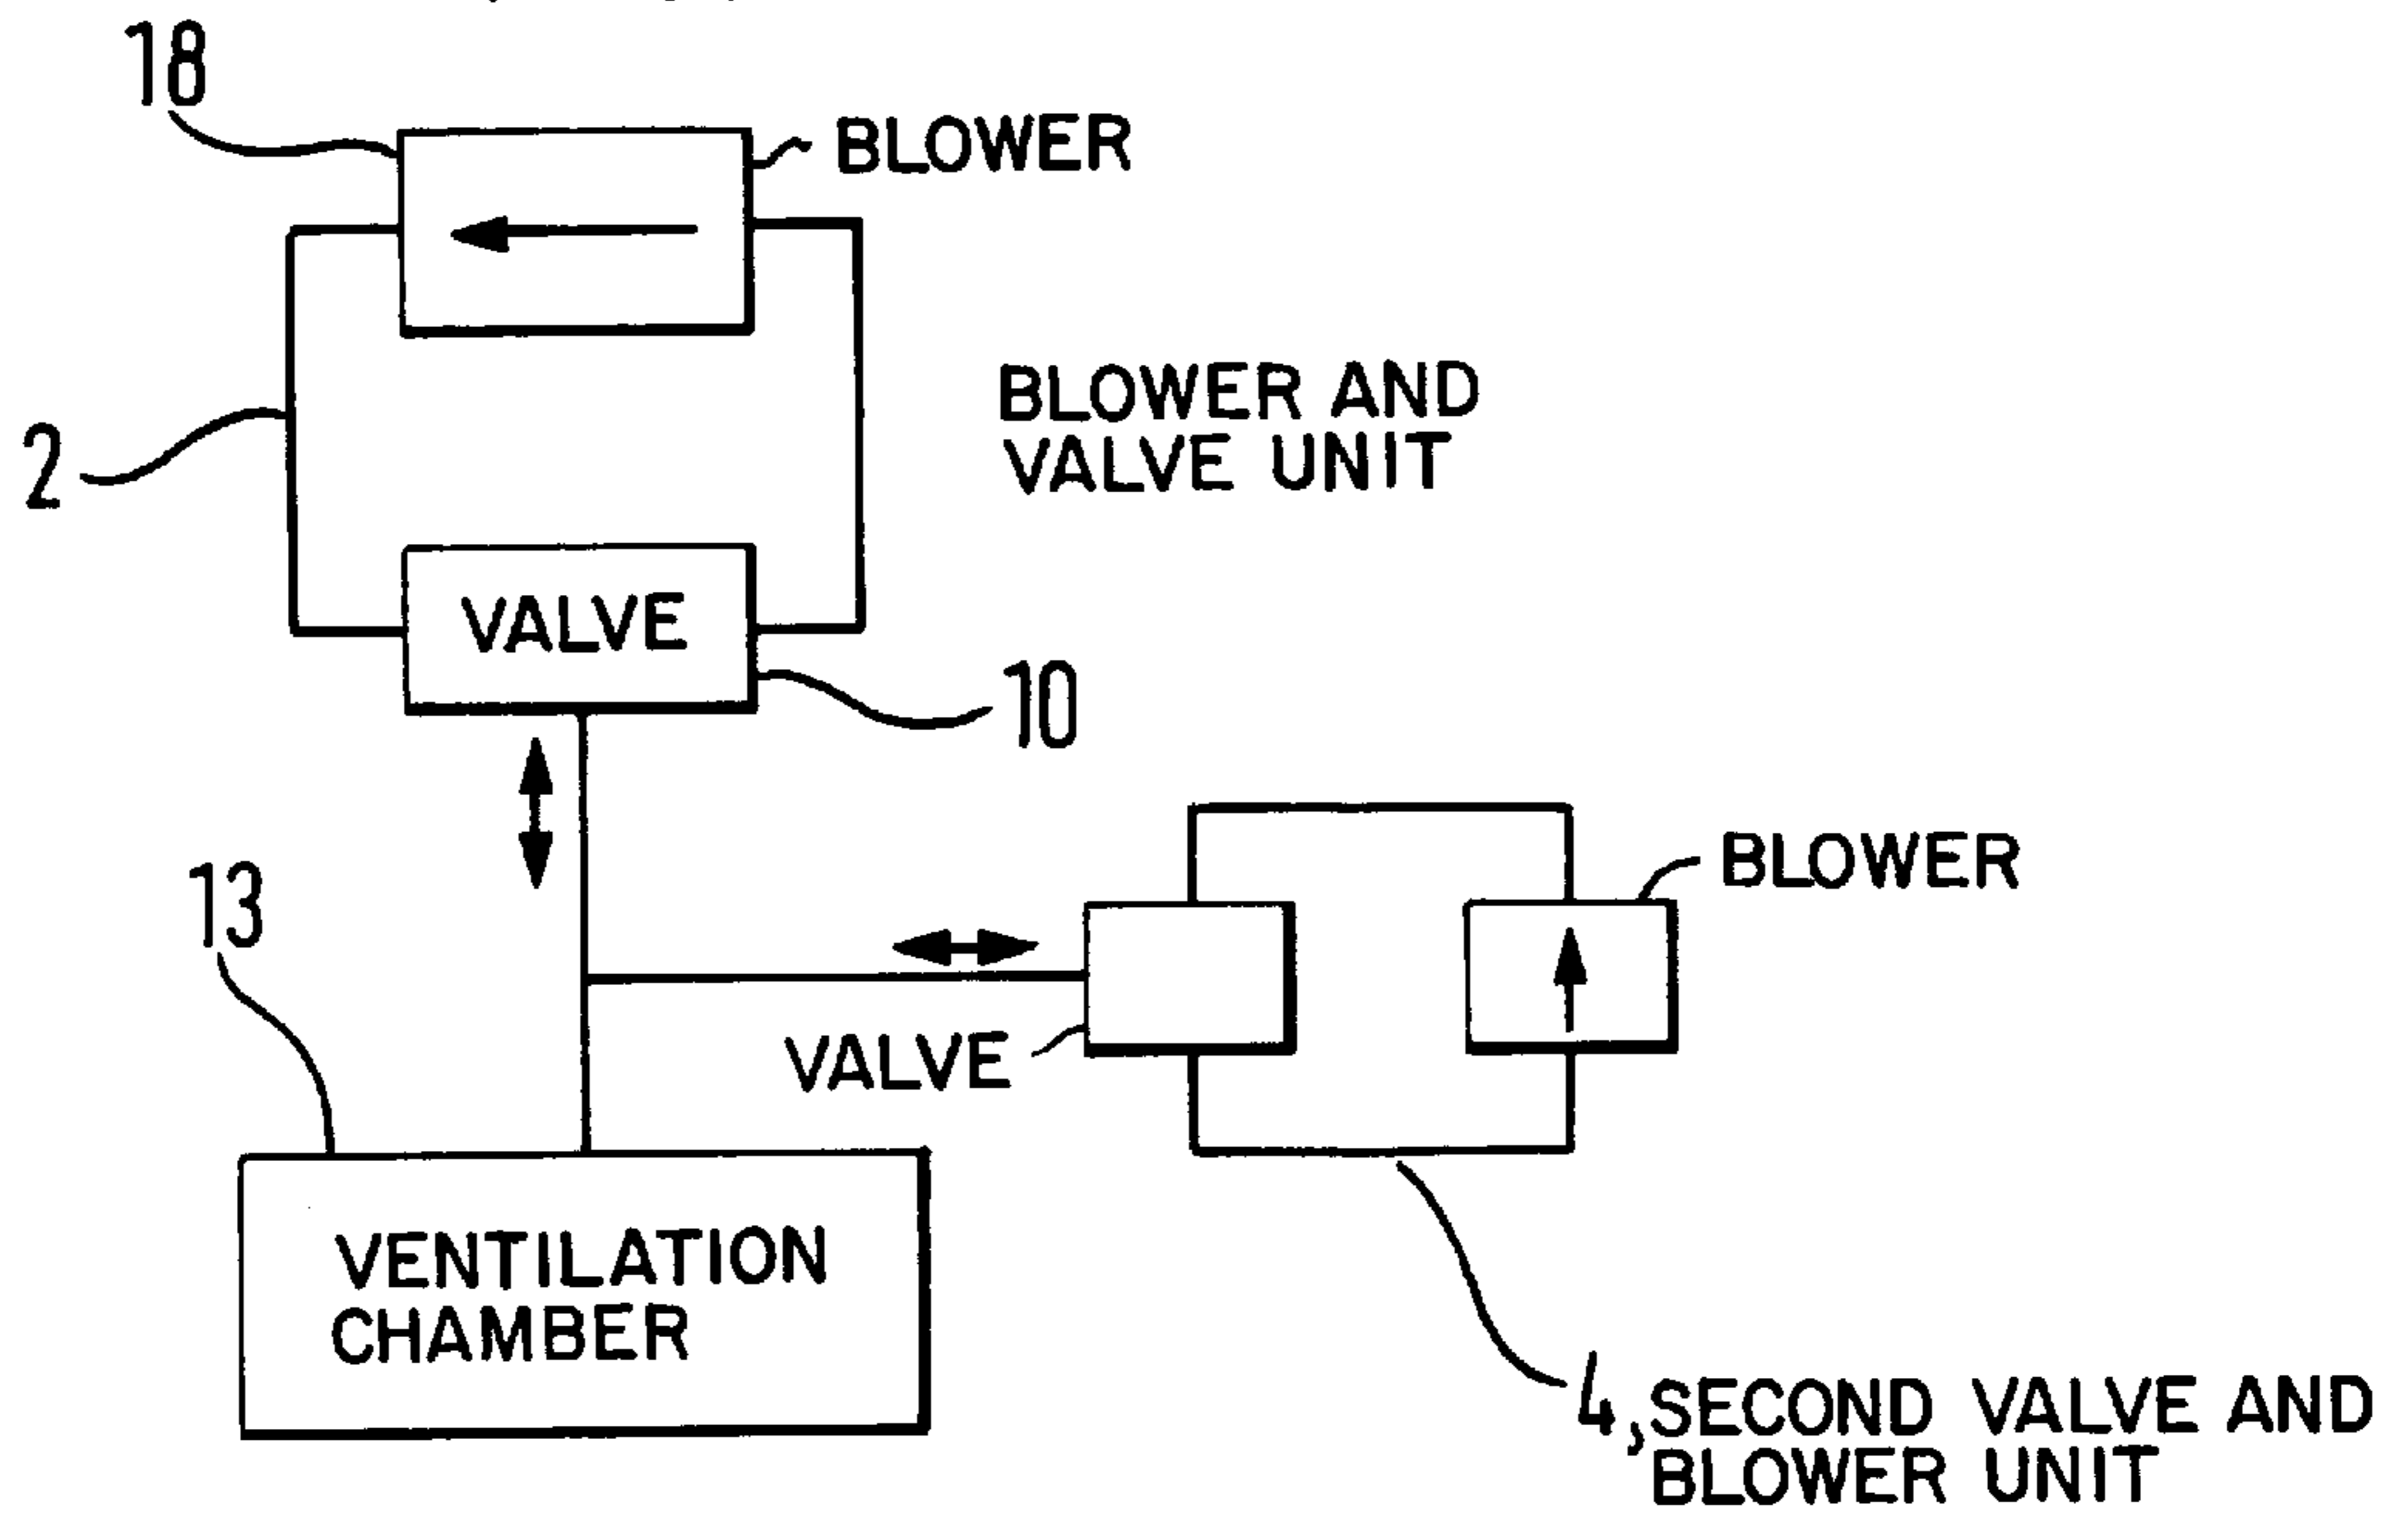 18
BLOWER
BLOWER AND
VALVE UNIT
2
VALVE
10
13
BLOWER
VALVE
VENTILATION
CHAMBER
4, SECOND VALVE AND
BLOWER UNIT